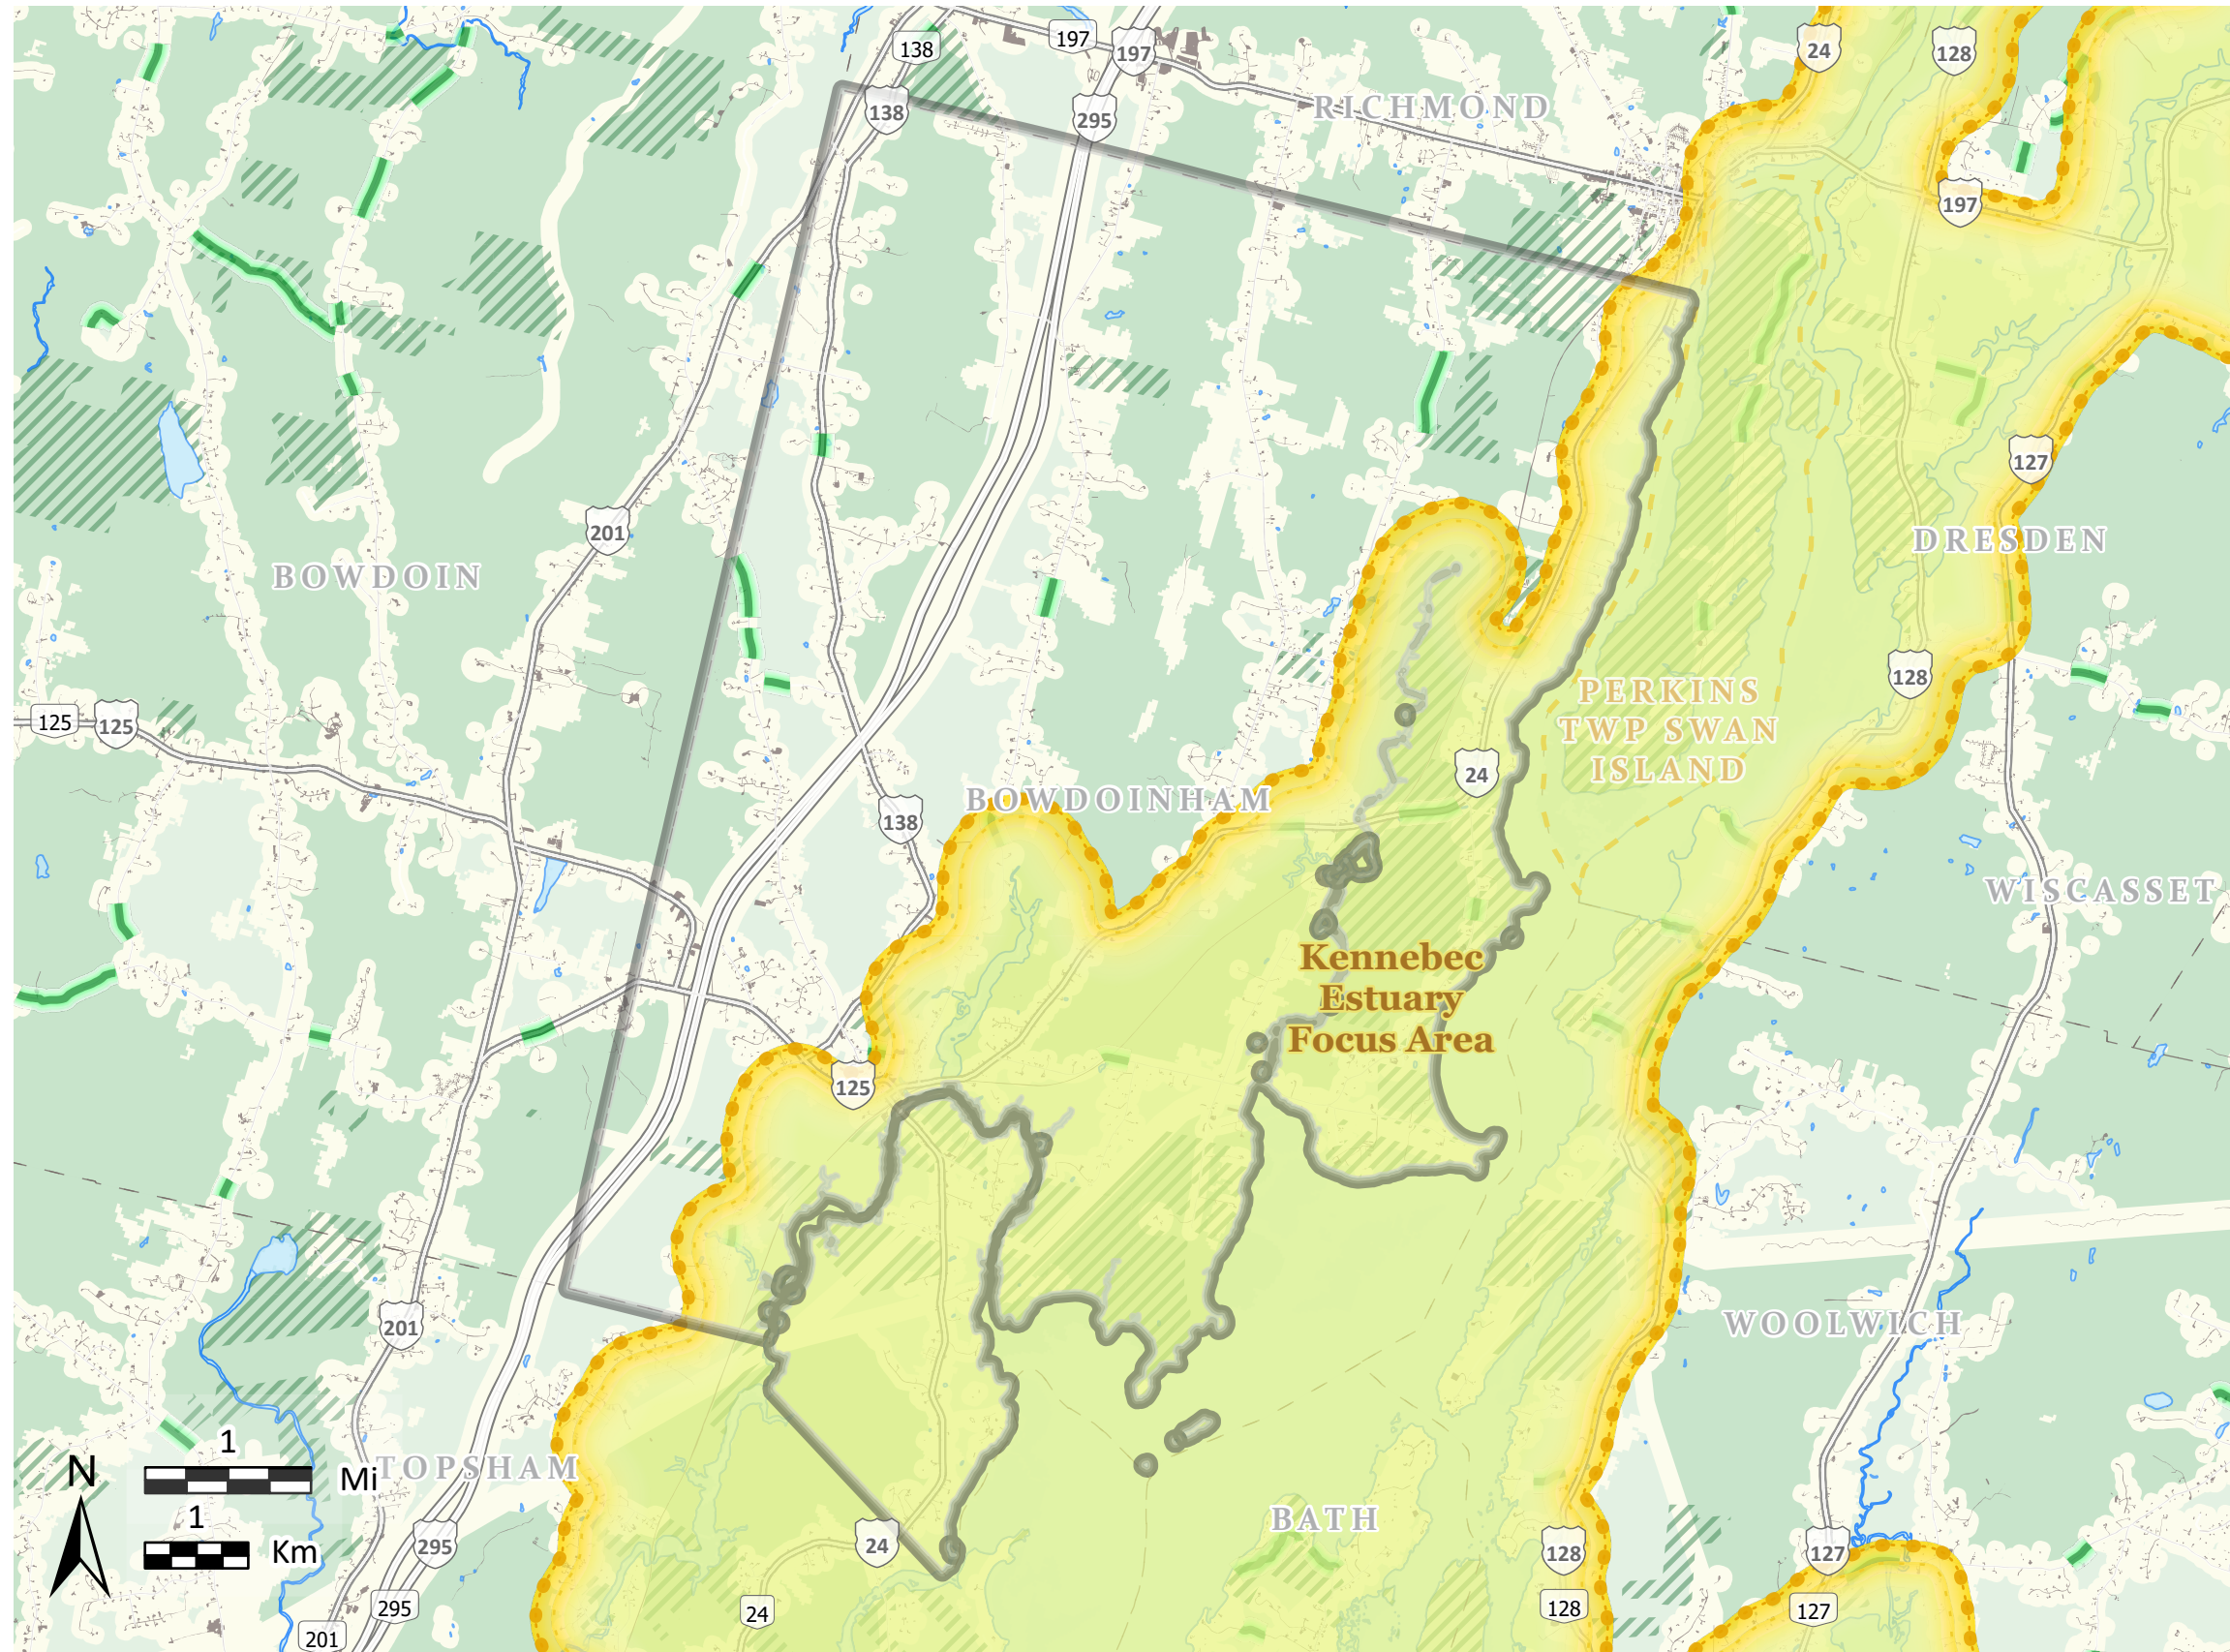 138
197
197
24
128
138
295
RICHMOND
197
127
201
BOWDOIN
DRESDEN
128
125
125
PERKINS
TWP SWAN
ISLAND
24
BOWDOINHAM
138
WISCASSET
Kennebec
Estuary
Focus Area
125
201
WOOLWICH
1
N
Mi
TOPSHAM
1
Km
295
24
BATH
128
127
295
201
24
128
127